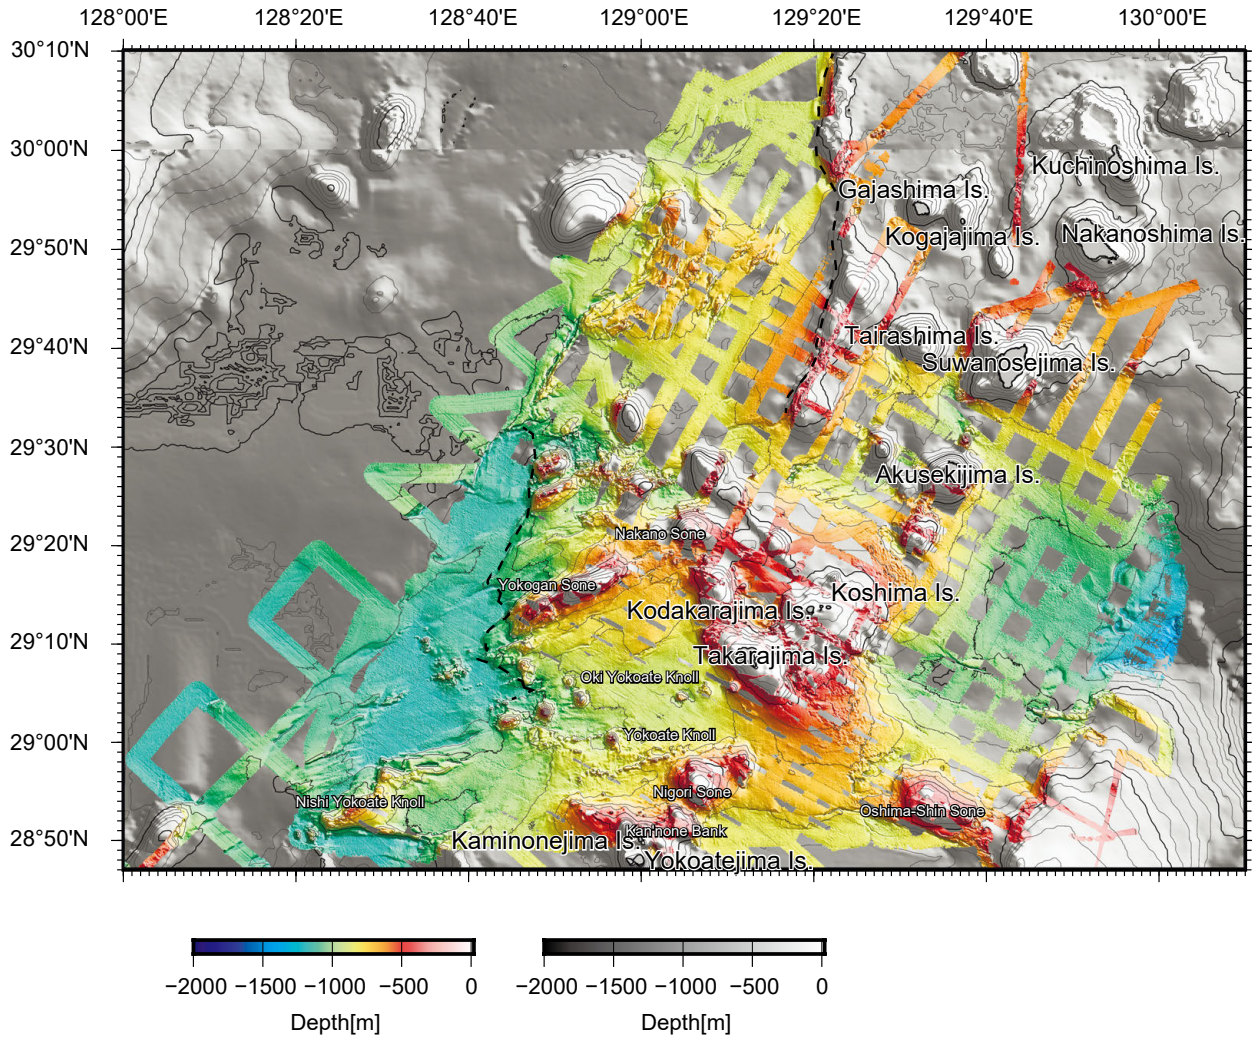 128°00'E 128°20'E 128°40'E 129°00'E 129°20'E 129°40'E 130°00'E
30°10'N
30°00'N
Kuchinoshima Is.
Gajashima Is.
29°50'N
Kogajajima Is.
Nakanoshima Is.
29°40'N
Tairashima Is.
Suwanosejima Is.
29°30'N
Akusekijima Is.
29°20'N
Nakano Sone
Yokogan Sone
Koshima Is.
Kodakarajima Is.
29°10'N
Takarajima Is.
Oki Yokoate Knoll
29°00'N
Yokoate Knoll
Nigori Sone
Nishi Yokoate Knoll
Oshima-Shin Sone
28°50'N
Kan'none Bank
Kaminonejima Is.
Yokoatejima Is.
−2000 −1500 −1000 −500 0
Depth[m]
−2000 −1500 −1000 −500 0
Depth[m]